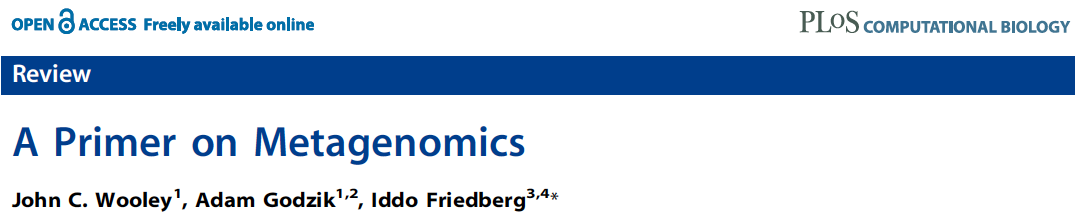 OPEN ACCESS Freely available online
PLoS COMPUTATIONAL BIOLOGY
Review
A Primer on Metagenomics
John C. Wooley1, Adam Godzik1,2, Iddo Friedberg3,4*